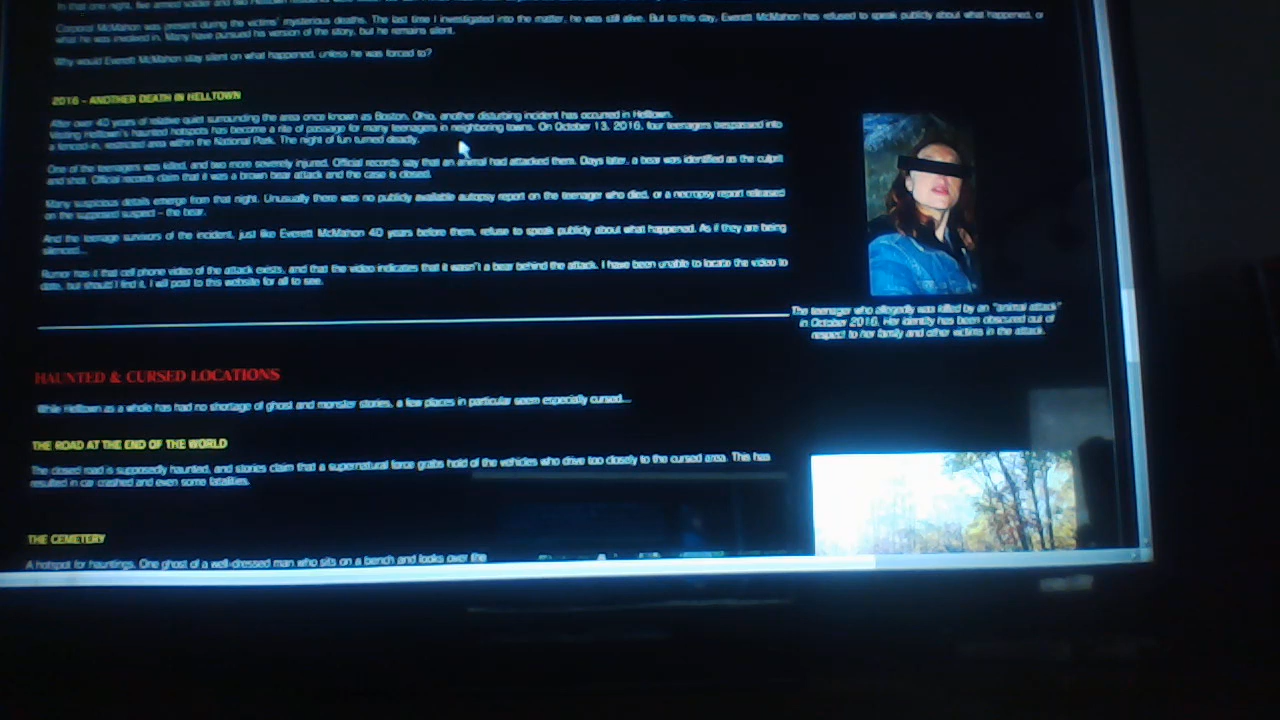 Corporal McMahon was present during the victims' mysterious deaths. The last time I investigated into the matter, he was still alive. But to this day, Everett McMahon has refused to speak publicly about what happened, or
what he was involved in. Many have pursued his version of the story, but he remains silent.
Why would Everett McMahon stay silent on what happened, unless he was forced to?
2016 - ANOTHER DEATH IN HELLTOWN
After over 40 years of relative quiet surrounding the area once known as Boston, Ohio, another disturbing incident has occurred in Helltown.
Visiting Helltown's haunted hotspots has become a rite of passage for many teenagers in neighboring towns. On October 13, 2016, four teenagers trespassed into
a fenced-in, restricted area within the National Park. The night of fun turned deadly.
One of the teenagers was killed, and two more severely injured. Official records say that an animal had attacked them. Days later, a bear was identified as the culprit
and shot. Official records claim that it was a brown bear attack and the case is closed.
Many suspicious details emerge from that night. Unusually there was no publicly available autopsy report on the teenager who died, or a necropsy report released
on the supposed suspect – the bear.
And the teenage survivors of the incident, just like Everett McMahon 40 years before them, refuse to speak publicly about what happened. As if they are being
silenced...
Rumor has it that cell phone video of the attack exists, and that the video indicates that it wasn't a bear behind the attack. I have been unable to locate the video to
date, but should I find it, I will post to this website for all to see.
The teenager who allegedly was killed by an "animal attack"
in October 2016. Her identity has been obscured out of
respect to her family and other victims in the attack.
HAUNTED & CURSED LOCATIONS
While Helltown as a whole has had no shortage of ghost and monster stories, a few places in particular seem especially cursed...
THE ROAD AT THE END OF THE WORLD
The closed road is supposedly haunted, and stories claim that a supernatural force grabs hold of the vehicles who drive too closely to the cursed area. This has
resulted in car crashed and even some fatalities.
THE CEMETERY
A hotspot for hauntings. One ghost of a well-dressed man who sits on a bench and looks over the